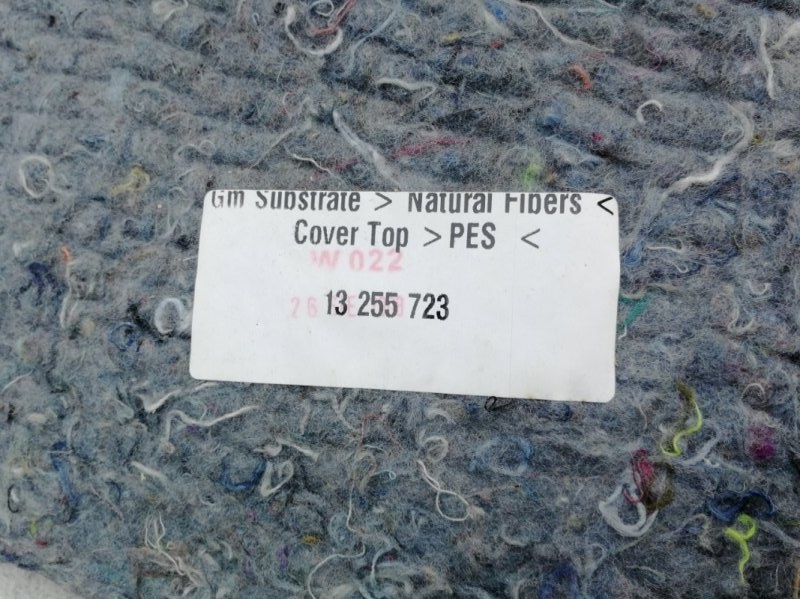 Gm Substrate > Natural Fibers <
Cover Top > PES <
W 022
13 255 723